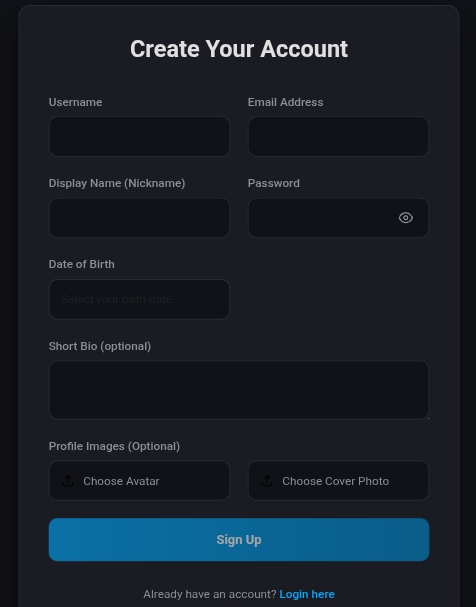 Create Your Account
Username
Email Address
Display Name (Nickname)
Password
Date of Birth
Select your birth date...
Short Bio (optional)
Profile Images (Optional)
Choose Avatar
Choose Cover Photo
Sign Up
Already have an account? Login here